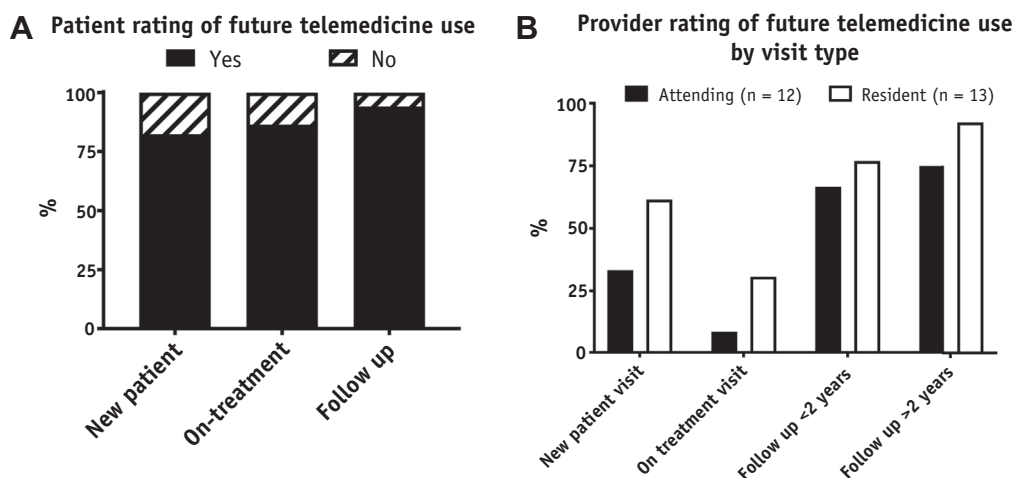 A Patient rating of future telemedicine use
Yes No
100
75
50
25
0
%
New patient
On-treatment
Follow up
B Provider rating of future telemedicine use
by visit type
Attending (n = 12) Resident (n = 13)
100
75
50
25
0
%
New patient visit
On treatment visit
Follow up <2 years
Follow up >2 years